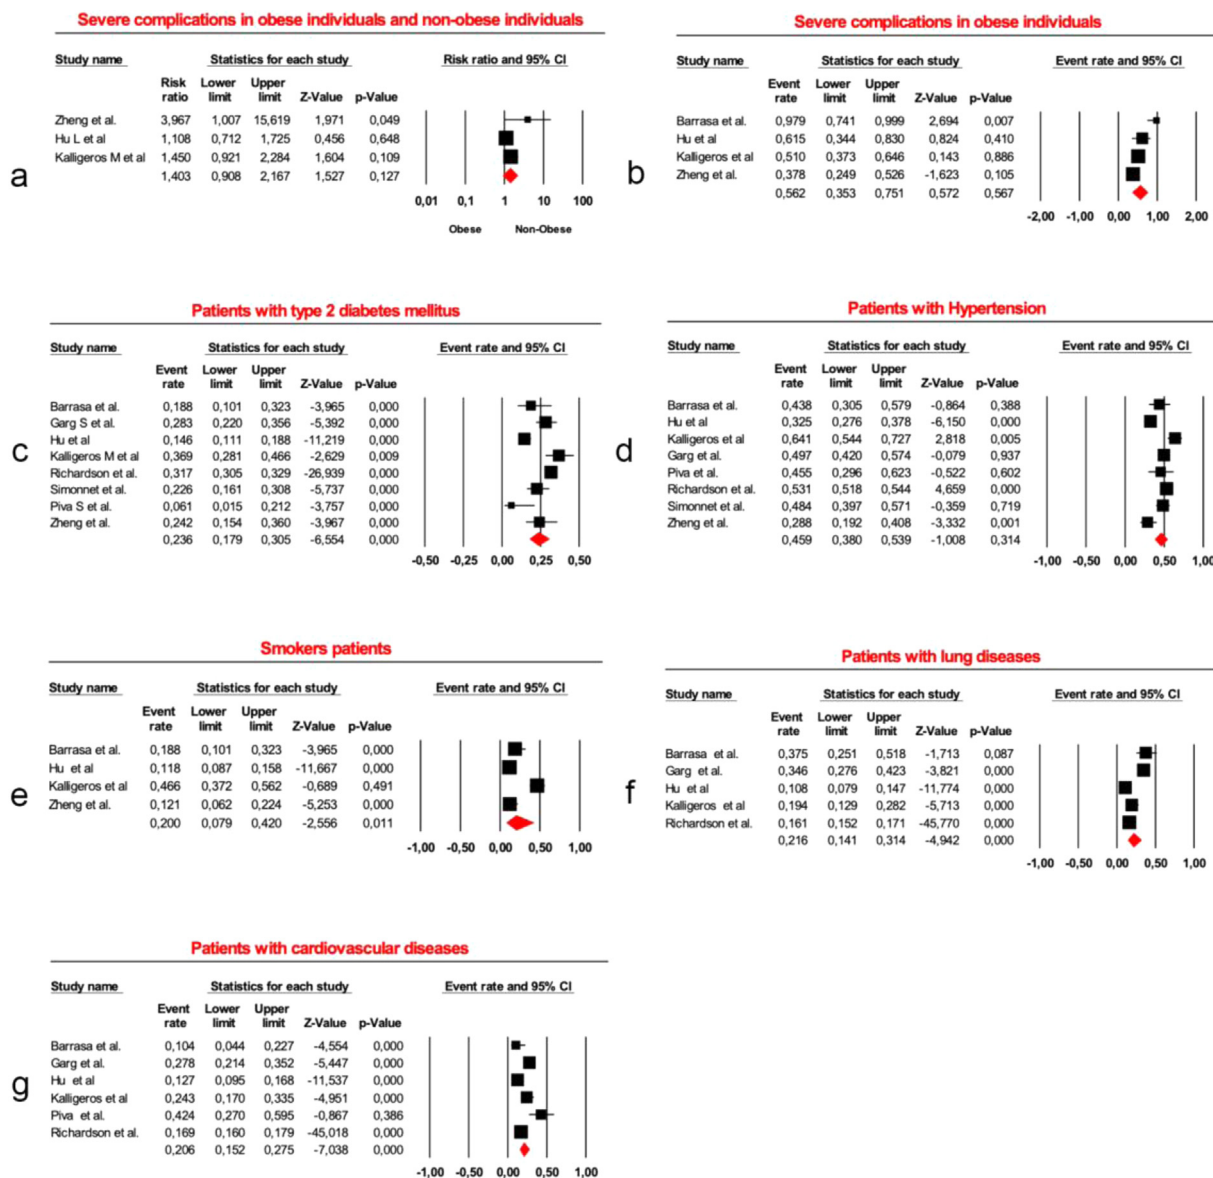 Severe complications in obese individuals and non-obese individuals
Study name Statistics for each study Risk ratio and 95% CI
Risk Lower Upper
ratio limit limit Z-Value p-Value
Zheng et al. 3,967 1,007 15,619 1,971 0,049
Hu L et al 1,108 0,712 1,725 0,456 0,648
Kalligeros M et al 1,450 0,921 2,284 1,604 0,109
1,403 0,908 2,167 1,527 0,127
a
0,01 0,1 1 10 100
Obese Non-Obese
Severe complications in obese individuals
Study name Statistics for each study Event rate and 95% CI
Event Lower Upper
rate limit limit Z-Value p-Value
Barrasa et al. 0,979 0,741 0,999 2,694 0,007
Hu et al 0,615 0,344 0,830 0,824 0,410
Kalligeros et al 0,510 0,373 0,646 0,143 0,886
Zheng et al. 0,378 0,249 0,526 -1,623 0,105
0,562 0,353 0,751 0,572 0,567
b
-2,00 -1,00 0,00 1,00 2,00
Patients with type 2 diabetes mellitus
Study name Statistics for each study Event rate and 95% CI
Event Lower Upper
rate limit limit Z-Value p-Value
Barrasa et al. 0,188 0,101 0,323 -3,965 0,000
Garg S et al. 0,283 0,220 0,356 -5,392 0,000
Hu et al 0,146 0,111 0,188 -11,219 0,000
Kalligeros M et al 0,369 0,281 0,466 -2,629 0,009
Richardson et al. 0,317 0,305 0,329 -26,939 0,000
Simonnet et al. 0,226 0,161 0,308 -5,737 0,000
Piva S et al. 0,061 0,015 0,212 -3,757 0,000
Zheng et al. 0,242 0,154 0,360 -3,967 0,000
0,236 0,179 0,305 -6,554 0,000
c
-0,50 -0,25 0,00 0,25 0,50
Patients with Hypertension
Study name Statistics for each study Event rate and 95% CI
Event Lower Upper
rate limit limit Z-Value p-Value
Barrasa et al. 0,438 0,305 0,579 -0,864 0,388
Hu et al 0,325 0,276 0,378 -6,150 0,000
Kalligeros et al 0,641 0,544 0,727 2,818 0,005
Garg et al. 0,497 0,420 0,574 -0,079 0,937
Piva et al. 0,455 0,296 0,623 -0,522 0,602
Richardson et al. 0,531 0,518 0,544 4,659 0,000
Simonnet et al. 0,484 0,397 0,571 -0,359 0,719
Zheng et al. 0,288 0,192 0,408 -3,332 0,001
0,459 0,380 0,539 -1,008 0,314
d
-1,00 -0,50 0,00 0,50 1,00
Smokers patients
Study name Statistics for each study Event rate and 95% CI
Event Lower Upper
rate limit limit Z-Value p-Value
Barrasa et al. 0,188 0,101 0,323 -3,965 0,000
Hu et al 0,118 0,087 0,158 -11,667 0,000
Kalligeros et al 0,466 0,372 0,562 -0,689 0,491
Zheng et al. 0,121 0,062 0,224 -5,253 0,000
0,200 0,079 0,420 -2,556 0,011
e
-1,00 -0,50 0,00 0,50 1,00
Patients with lung diseases
Study name Statistics for each study Event rate and 95% CI
Event Lower Upper
rate limit limit Z-Value p-Value
Barrasa et al. 0,375 0,251 0,518 -1,713 0,087
Garg et al. 0,346 0,276 0,423 -3,821 0,000
Hu et al 0,108 0,079 0,147 -11,774 0,000
Kalligeros et al 0,194 0,129 0,282 -5,713 0,000
Richardson et al. 0,161 0,152 0,171 -45,770 0,000
0,216 0,141 0,314 -4,942 0,000
f
-1,00 -0,50 0,00 0,50 1,00
Patients with cardiovascular diseases
Study name Statistics for each study Event rate and 95% CI
Event Lower Upper
rate limit limit Z-Value p-Value
Barrasa et al. 0,104 0,044 0,227 -4,554 0,000
Garg et al. 0,278 0,214 0,352 -5,447 0,000
Hu et al 0,127 0,095 0,168 -11,537 0,000
Kalligeros et al 0,243 0,170 0,335 -4,951 0,000
Piva et al. 0,424 0,270 0,595 -0,867 0,386
Richardson et al. 0,169 0,160 0,179 -45,018 0,000
0,206 0,152 0,275 -7,038 0,000
g
-1,00 -0,50 0,00 0,50 1,00